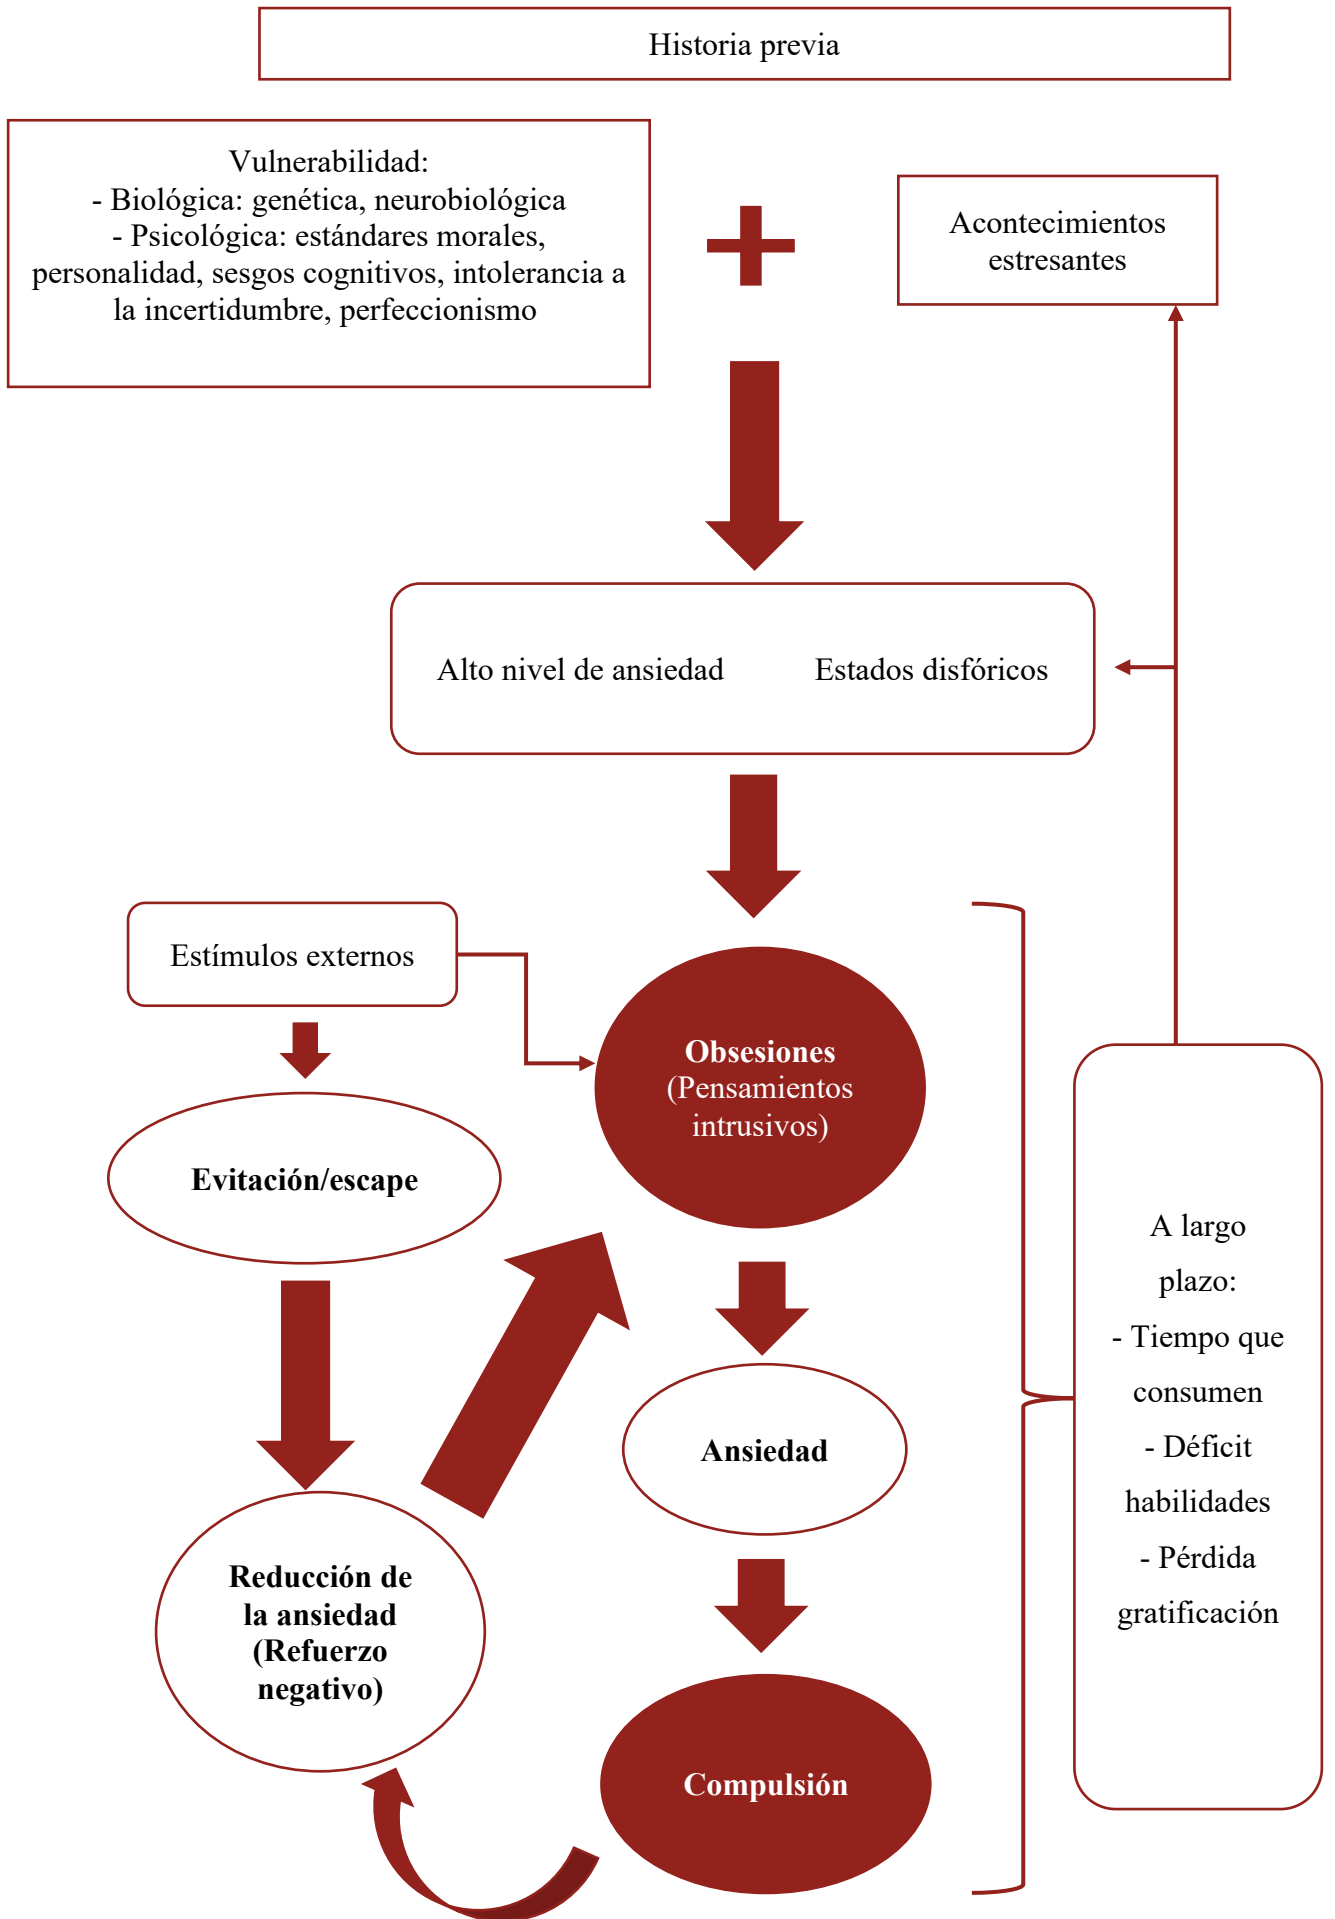 Historia previa
Vulnerabilidad:
- Biológica: genética, neurobiológica
- Psicológica: estándares morales,
personalidad, sesgos cognitivos, intolerancia a
la incertidumbre, perfeccionismo
Acontecimientos
estresantes
Alto nivel de ansiedad
Estados disfóricos
Estímulos externos
Obsesiones
(Pensamientos
intrusivos)
Evitación/escape
Ansiedad
Reducción de
la ansiedad
(Refuerzo
negativo)
Compulsión
A largo
plazo:
- Tiempo que
consumen
- Déficit
habilidades
- Pérdida
gratificación